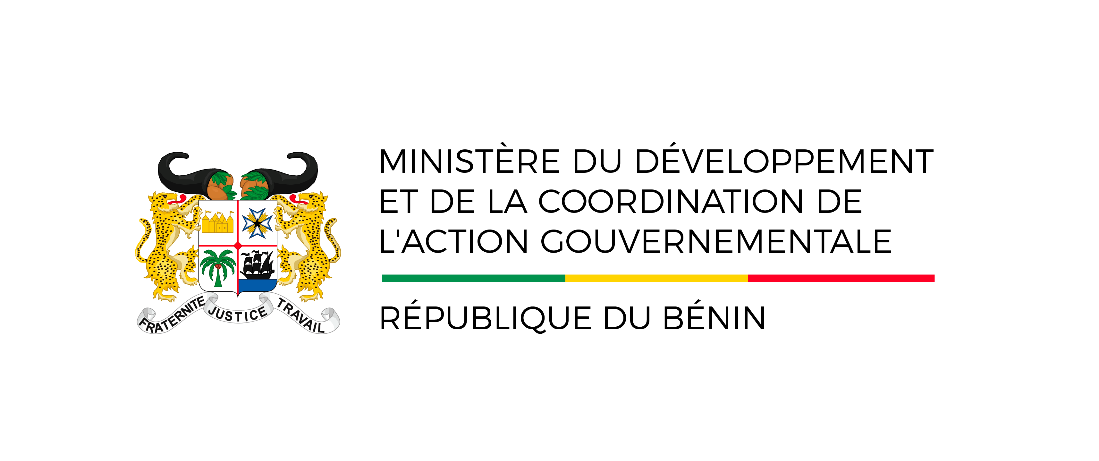 MINISTÈRE DU DÉVELOPPEMENT
ET DE LA COORDINATION DE
L'ACTION GOUVERNEMENTALE
RÉPUBLIQUE DU BÉNIN
FRATERNITE JUSTICE TRAVAIL